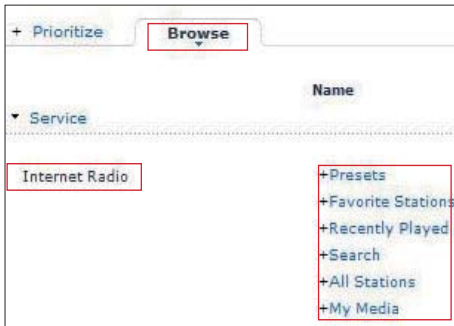 + Prioritize Browse
Name
Service
Internet Radio +Presets
+Favorite Stations
+Recently Played
+Search
+All Stations
+My Media